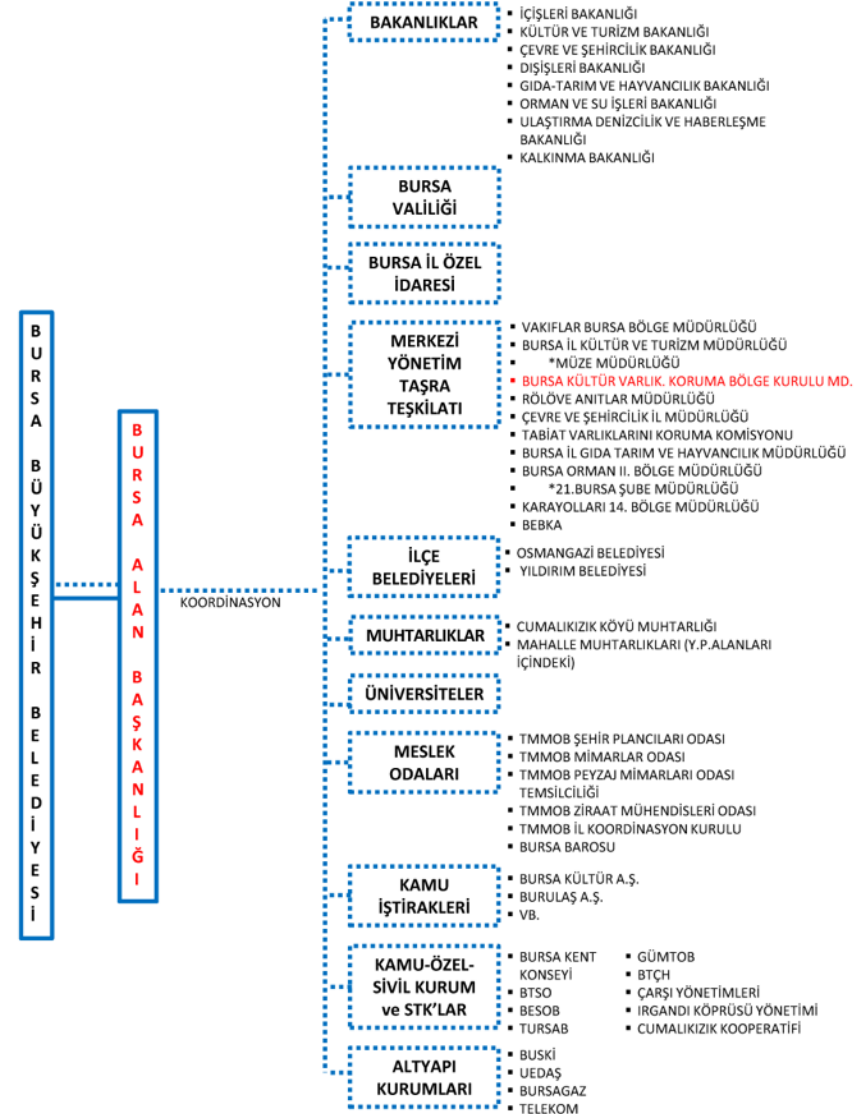 BURSA BÜYÜKŞEHİR BELEDİYESİ
BURSA ALAN BAŞKANLIĞI
KOORDİNASYON
BAKANLIKLAR
▪ İÇİŞLERİ BAKANLIĞI
▪ KÜLTÜR VE TURİZM BAKANLIĞI
▪ ÇEVRE VE ŞEHİRCİLİK BAKANLIĞI
▪ DIŞİŞLERİ BAKANLIĞI
▪ GIDA-TARIM VE HAYVANCILIK BAKANLIĞI
▪ ORMAN VE SU İŞLERİ BAKANLIĞI
▪ ULAŞTIRMA DENİZCİLİK VE HABERLEŞME
BAKANLIĞI
▪ KALKINMA BAKANLIĞI
BURSA
VALİLİĞİ
BURSA İL ÖZEL
İDARESİ
MERKEZİ
YÖNETİM
TAŞRA
TEŞKİLATI
▪ VAKIFLAR BURSA BÖLGE MÜDÜRLÜĞÜ
▪ BURSA İL KÜLTÜR VE TURİZM MÜDÜRLÜĞÜ
▪ *MÜZE MÜDÜRLÜĞÜ
▪ BURSA KÜLTÜR VARLIK. KORUMA BÖLGE KURULU MD.
▪ RÖLÖVE ANITLAR MÜDÜRLÜĞÜ
▪ ÇEVRE VE ŞEHİRCİLİK İL MÜDÜRLÜĞÜ
▪ TABİAT VARLIKLARINI KORUMA KOMİSYONU
▪ BURSA İL GIDA TARIM VE HAYVANCILIK MÜDÜRLÜĞÜ
▪ BURSA ORMAN II. BÖLGE MÜDÜRLÜĞÜ
▪ *21.BURSA ŞUBE MÜDÜRLÜĞÜ
▪ KARAYOLLARI 14. BÖLGE MÜDÜRLÜĞÜ
▪ BEBKA
İLÇE
BELEDİYELERİ
▪ OSMANGAZİ BELEDİYESİ
▪ YILDIRIM BELEDİYESİ
MUHTARLIKLAR
▪ CUMALIKIZIK KÖYÜ MUHTARLIĞI
▪ MAHALLE MUHTARLIKLARI (Y.P.ALANLARI
İÇİNDEKİ)
ÜNİVERSİTELER
MESLEK
ODALARI
▪ TMMOB ŞEHİR PLANCILARI ODASI
▪ TMMOB MİMARLAR ODASI
▪ TMMOB PEYZAJ MİMARLARI ODASI
TEMSİLCİLİĞİ
▪ TMMOB ZİRAAT MÜHENDİSLERİ ODASI
▪ TMMOB İL KOORDİNASYON KURULU
▪ BURSA BAROSU
KAMU
İŞTİRAKLERİ
▪ BURSA KÜLTÜR A.Ş.
▪ BURULAŞ A.Ş.
▪ VB.
KAMU-ÖZEL-
SİVİL KURUM
ve STK'LAR
▪ BURSA KENT
KONSEYİ
▪ BTSO
▪ BESOB
▪ TURSAB
▪ GÜMTOB
▪ BTÇH
▪ ÇARŞI YÖNETİMLERİ
▪ IRGANDI KÖPRÜSÜ YÖNETİMİ
▪ CUMALIKIZIK KOOPERATİFİ
ALTYAPI
KURUMLARI
▪ BUSKİ
▪ UEDAŞ
▪ BURSAGAZ
▪ TELEKOM